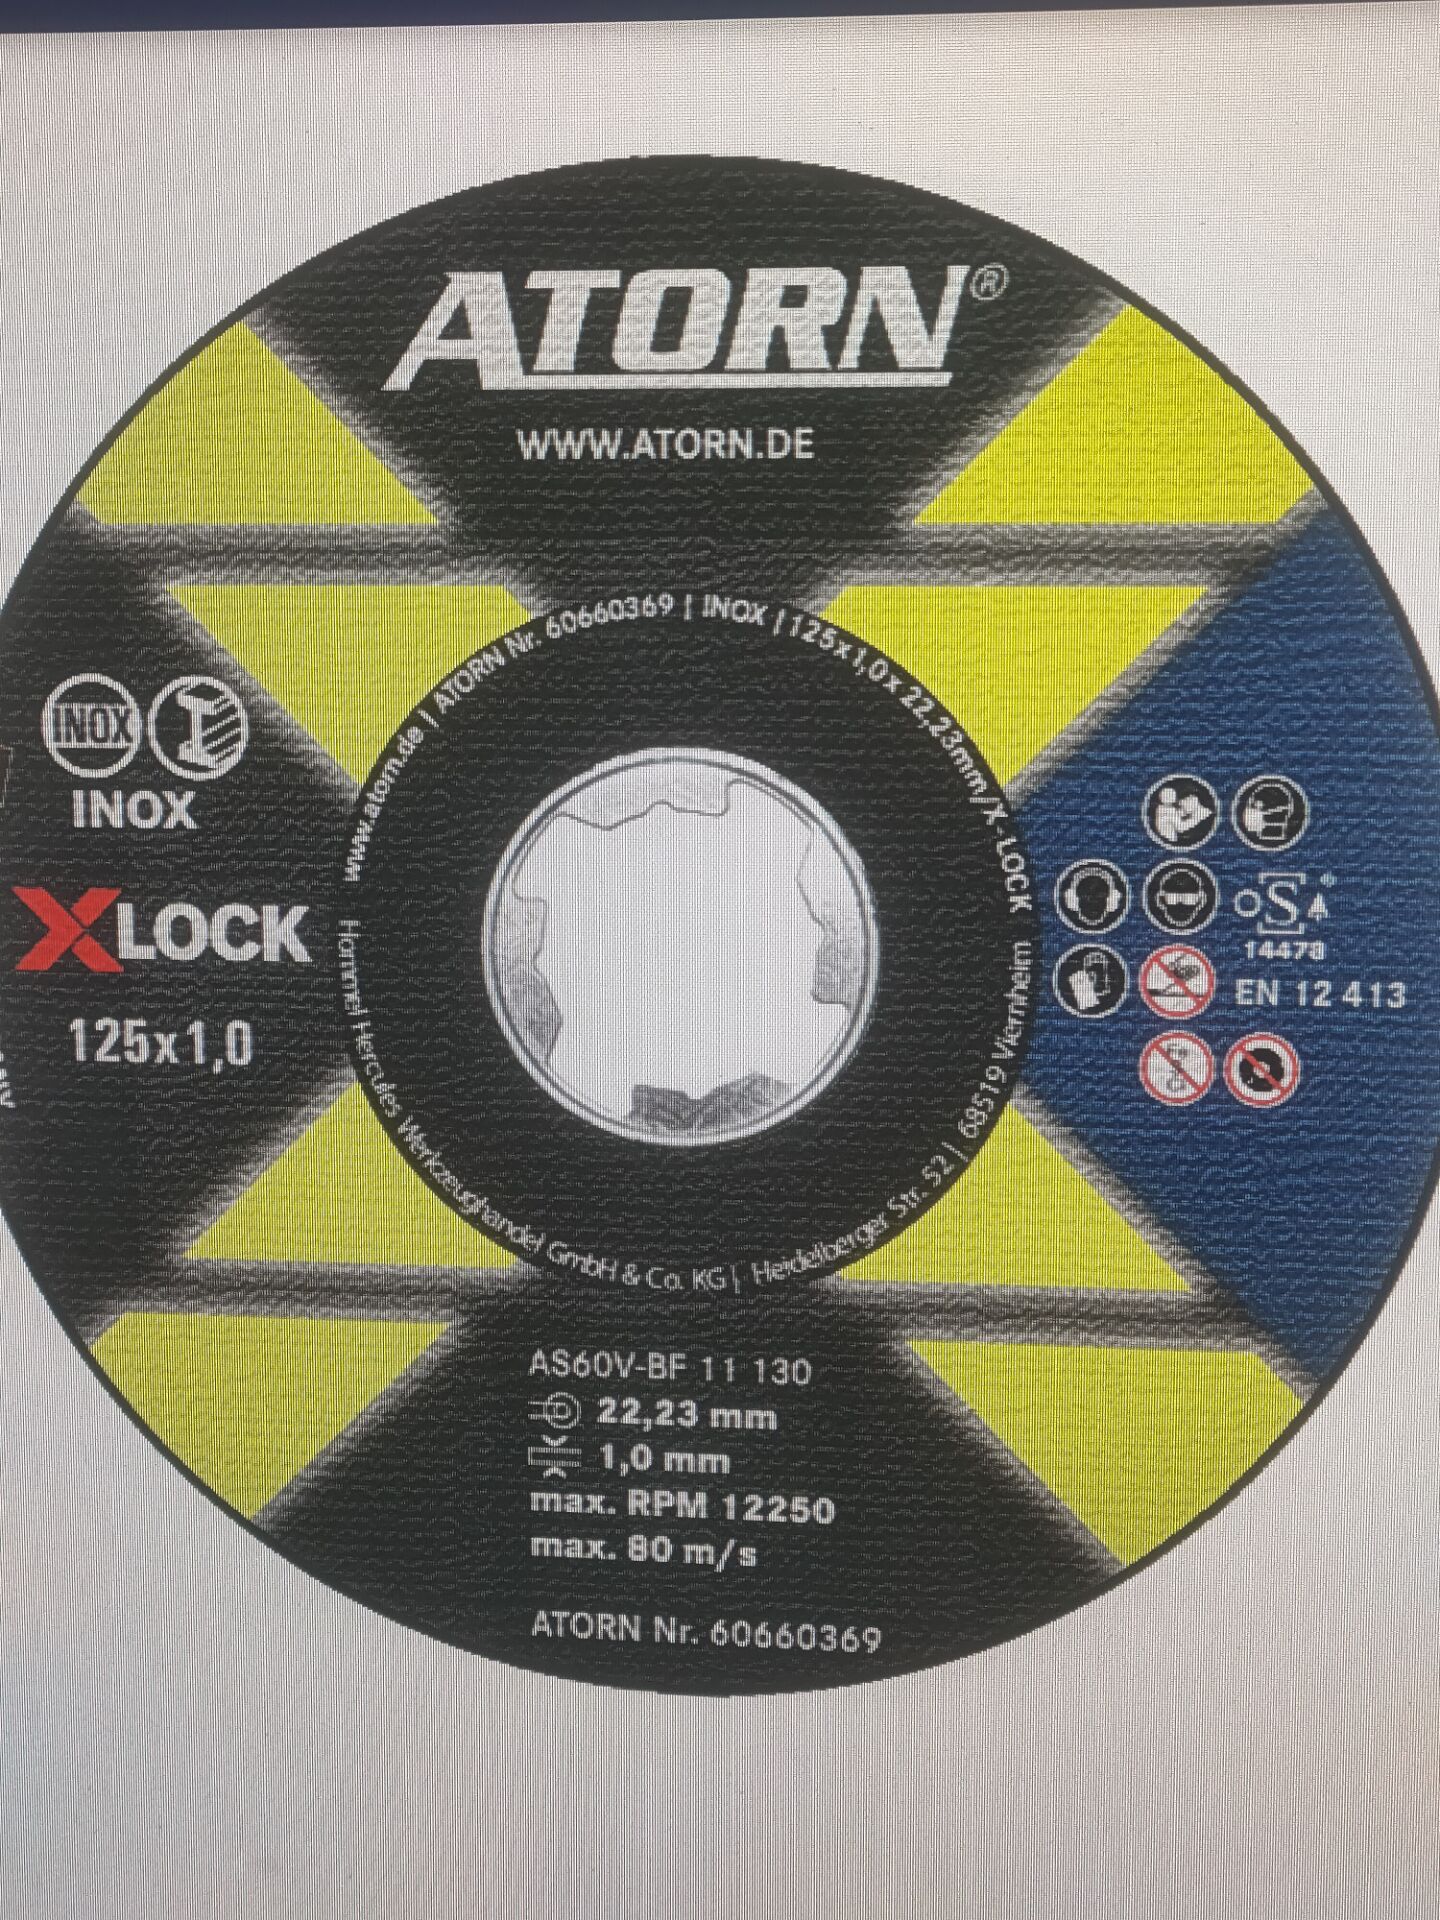 ATORN®
WWW.ATORN.DE
www.atorn.de | ATORN Nr. 60660369 | INOX | 125x1,0x22,23mm/X-LOCK
INOX
INOX
XLOCK
125x1,0
OSA
14478
EN 12 413
Hommel Hercules Werkzeughandel GmbH & Co. KG | Heidelberger Str. 52 | 68519 Viernheim
AS60V-BF 11 130
22,23 mm
1,0 mm
max. RPM 12250
max. 80 m/s
ATORN Nr. 60660369